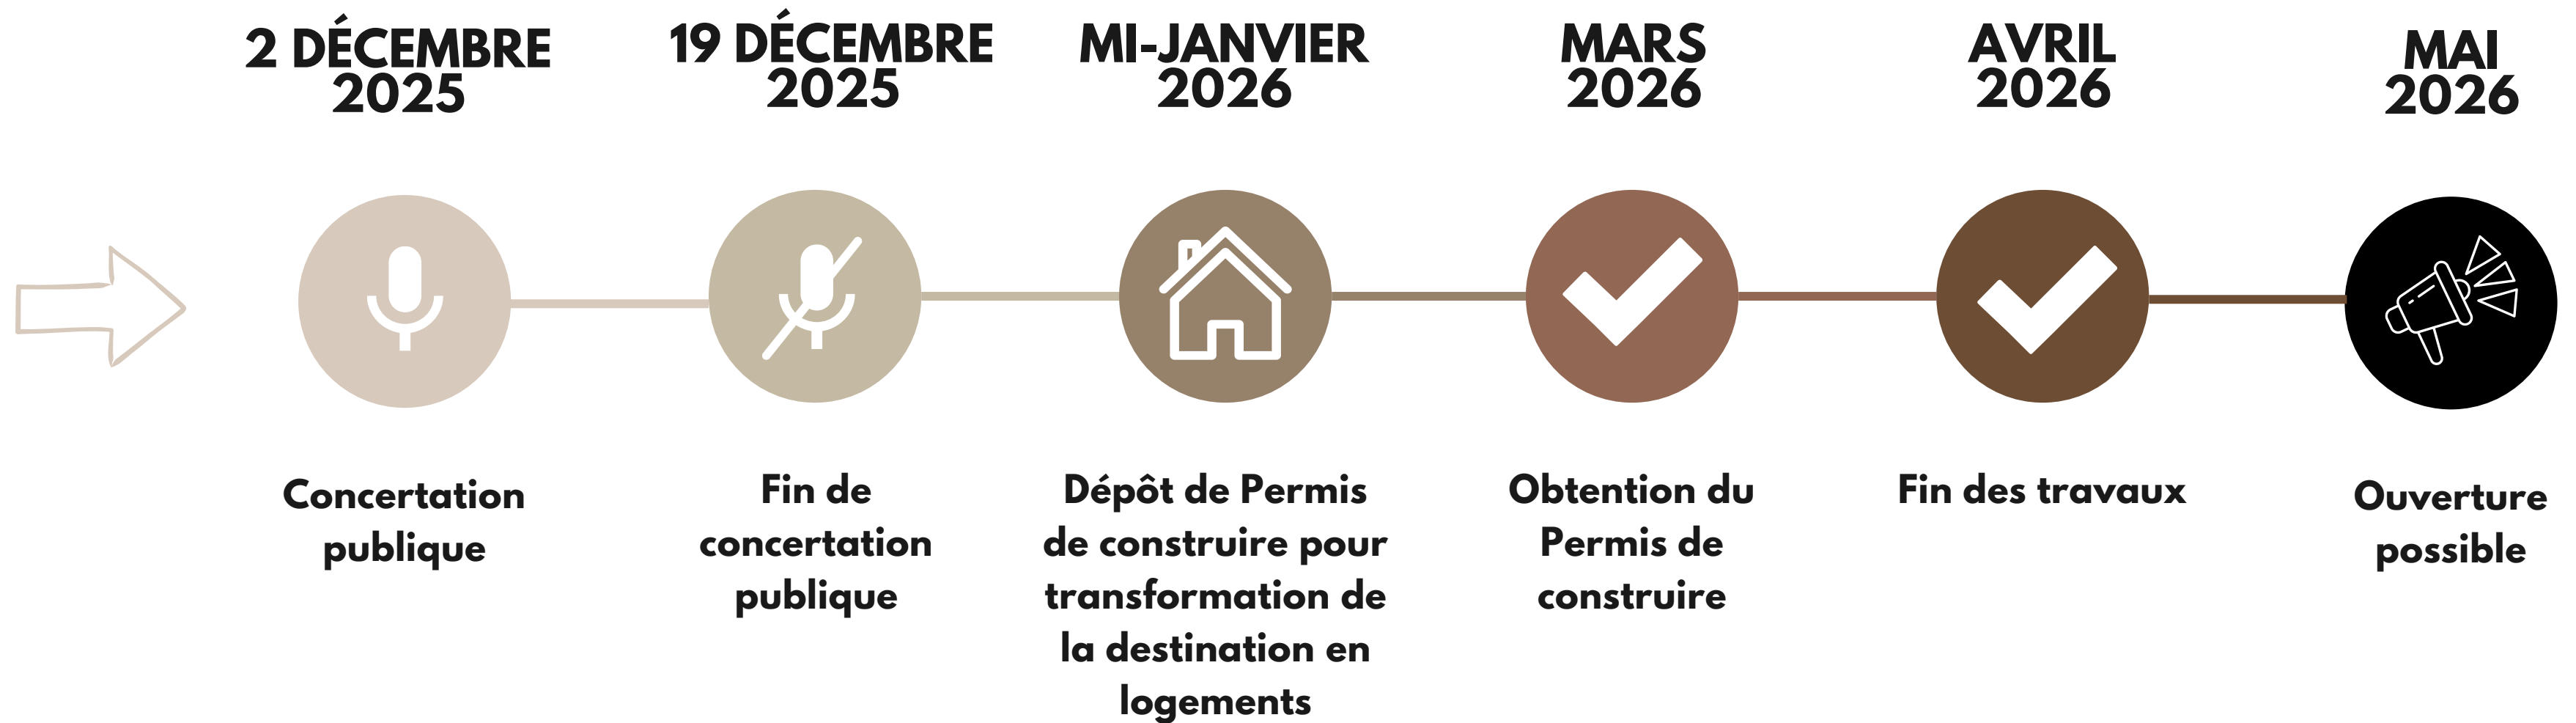 2 DÉCEMBRE
2025
19 DÉCEMBRE
2025
MI-JANVIER
2026
MARS
2026
AVRIL
2026
MAI
2026
Concertation
publique
Fin de
concertation
publique
Dépôt de Permis
de construire pour
transformation de
la destination en
logements
Obtention du
Permis de
construire
Fin des travaux
Ouverture
possible